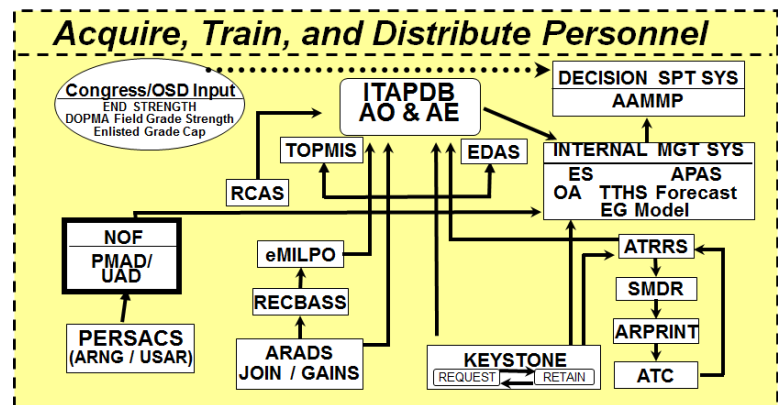 Acquire, Train, and Distribute Personnel
Congress/OSD Input
END STRENGTH
DOPMA Field Grade Strength
Enlisted Grade Cap
ITAPDB
AO & AE
DECISION SPT SYS
AAMMP
TOPMIS
EDAS
RCAS
INTERNAL MGT SYS
ES APAS
OA TTHS Forecast
EG Model
NOF
PMAD/
UAD
eMILPO
ATRRS
RECBASS
SMDR
PERSACS
(ARNG / USAR)
ARPRINT
ARADS
JOIN / GAINS
KEYSTONE
REQUEST RETAIN
ATC